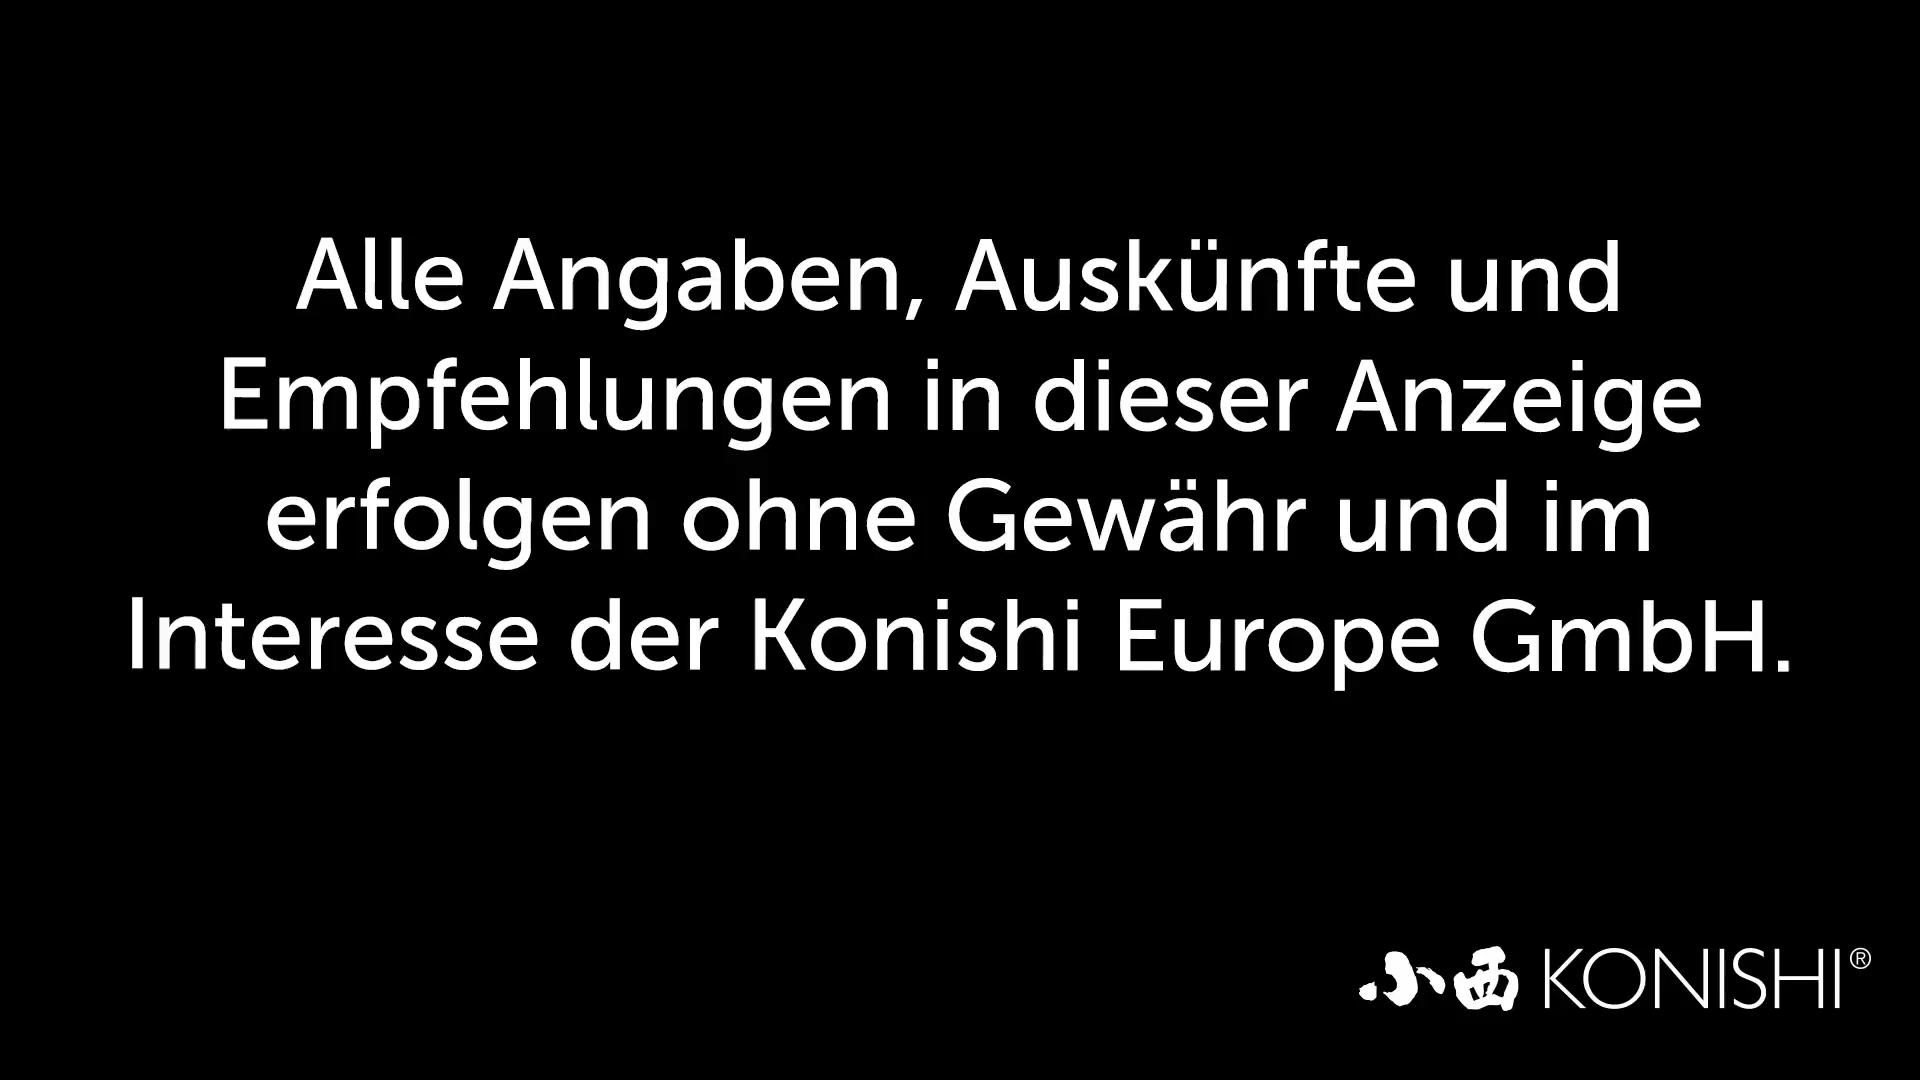 Alle Angaben, Auskünfte und
Empfehlungen in dieser Anzeige
erfolgen ohne Gewähr und im
Interesse der Konishi Europe GmbH.
小西 KONISHI®